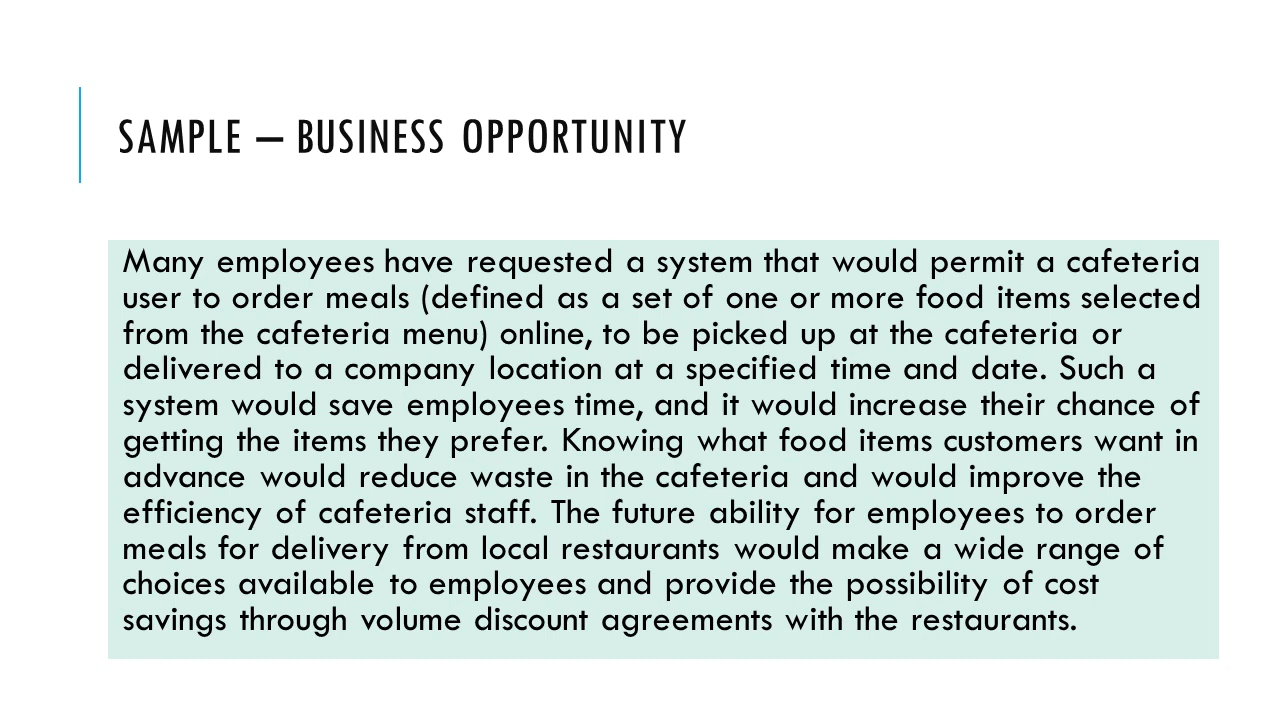 SAMPLE – BUSINESS OPPORTUNITY
Many employees have requested a system that would permit a cafeteria
user to order meals (defined as a set of one or more food items selected
from the cafeteria menu) online, to be picked up at the cafeteria or
delivered to a company location at a specified time and date. Such a
system would save employees time, and it would increase their chance of
getting the items they prefer. Knowing what food items customers want in
advance would reduce waste in the cafeteria and would improve the
efficiency of cafeteria staff. The future ability for employees to order
meals for delivery from local restaurants would make a wide range of
choices available to employees and provide the possibility of cost
savings through volume discount agreements with the restaurants.